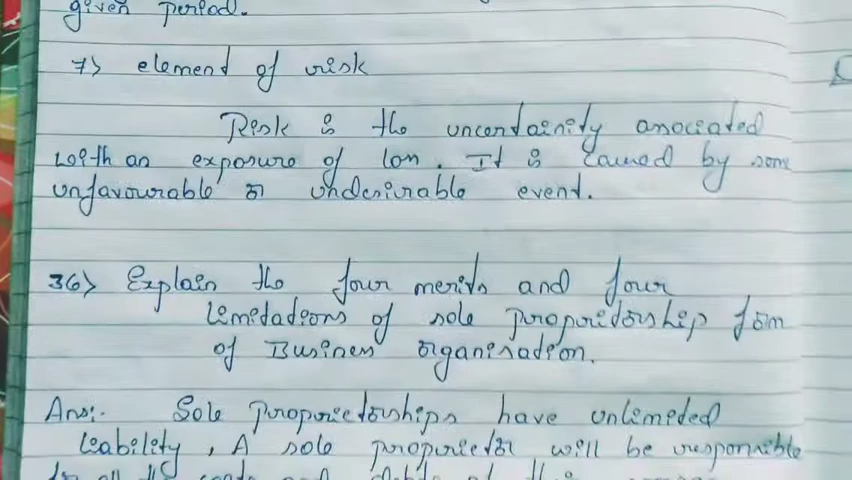 given period.
7> element of risk
Risk is the uncertainity associated
with an exposure of loss. It is caused by some
unfavourable or undesirable event.
36> Explain the four merits and four
limitations of sole proprietorship form
of Business organisation.
Ans:- Sole proprietorships have unlimited
liability, A sole proprietor will be responsible